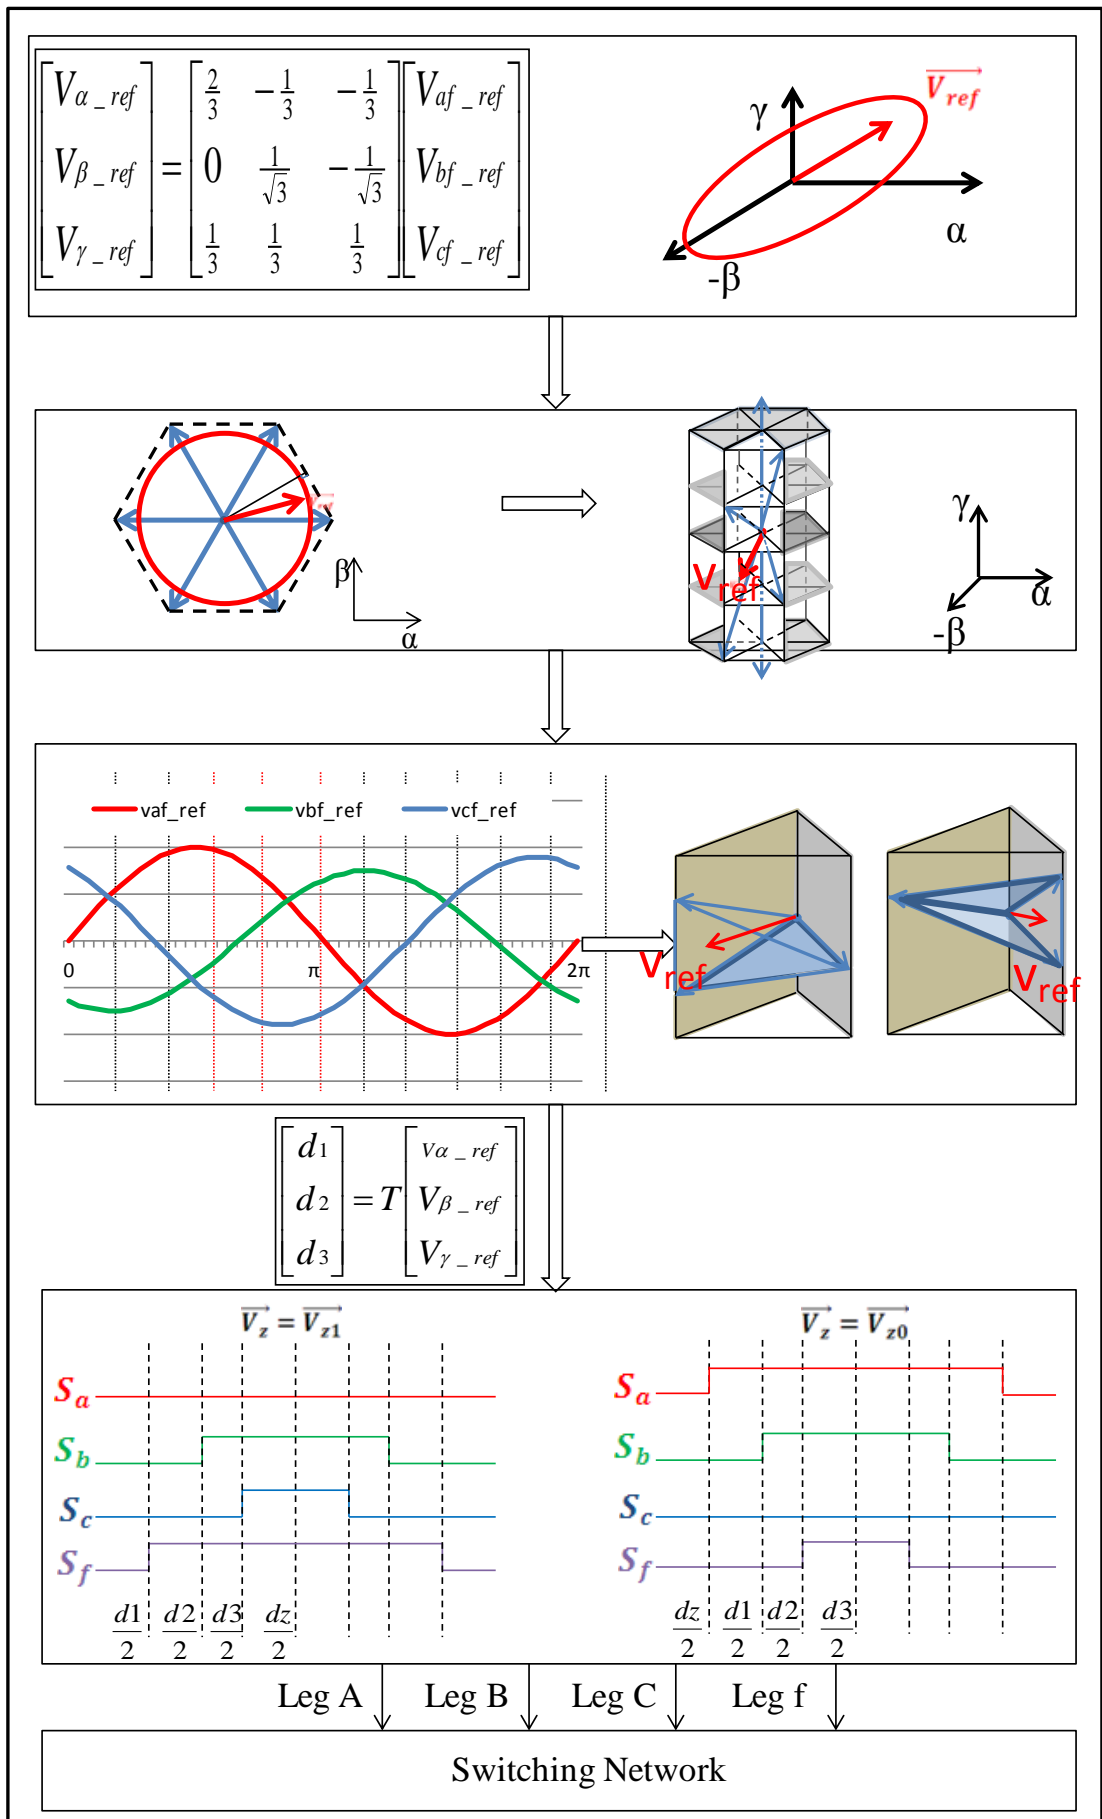 [Vα_ref] = [2/3 -1/3 -1/3] [Vaf_ref]
[Vβ_ref] = [0 1/√3 -1/√3] [Vbf_ref]
[Vγ_ref] = [1/3 1/3 1/3] [Vcf_ref]
V_ref
γ
α
-β
β
α
V_ref
γ
α
-β
vaf_ref vbf_ref vcf_ref
0 π 2π
V_ref
V_ref
[d1] = T [Vα_ref]
[d2] = T [Vβ_ref]
[d3] = T [Vγ_ref]
V_z = V_z1
S_a
S_b
S_c
S_f
d1/2 d2/2 d3/2 dz/2
V_z = V_z0
S_a
S_b
S_c
S_f
dz/2 d1/2 d2/2 d3/2
Leg A Leg B Leg C Leg f
Switching Network